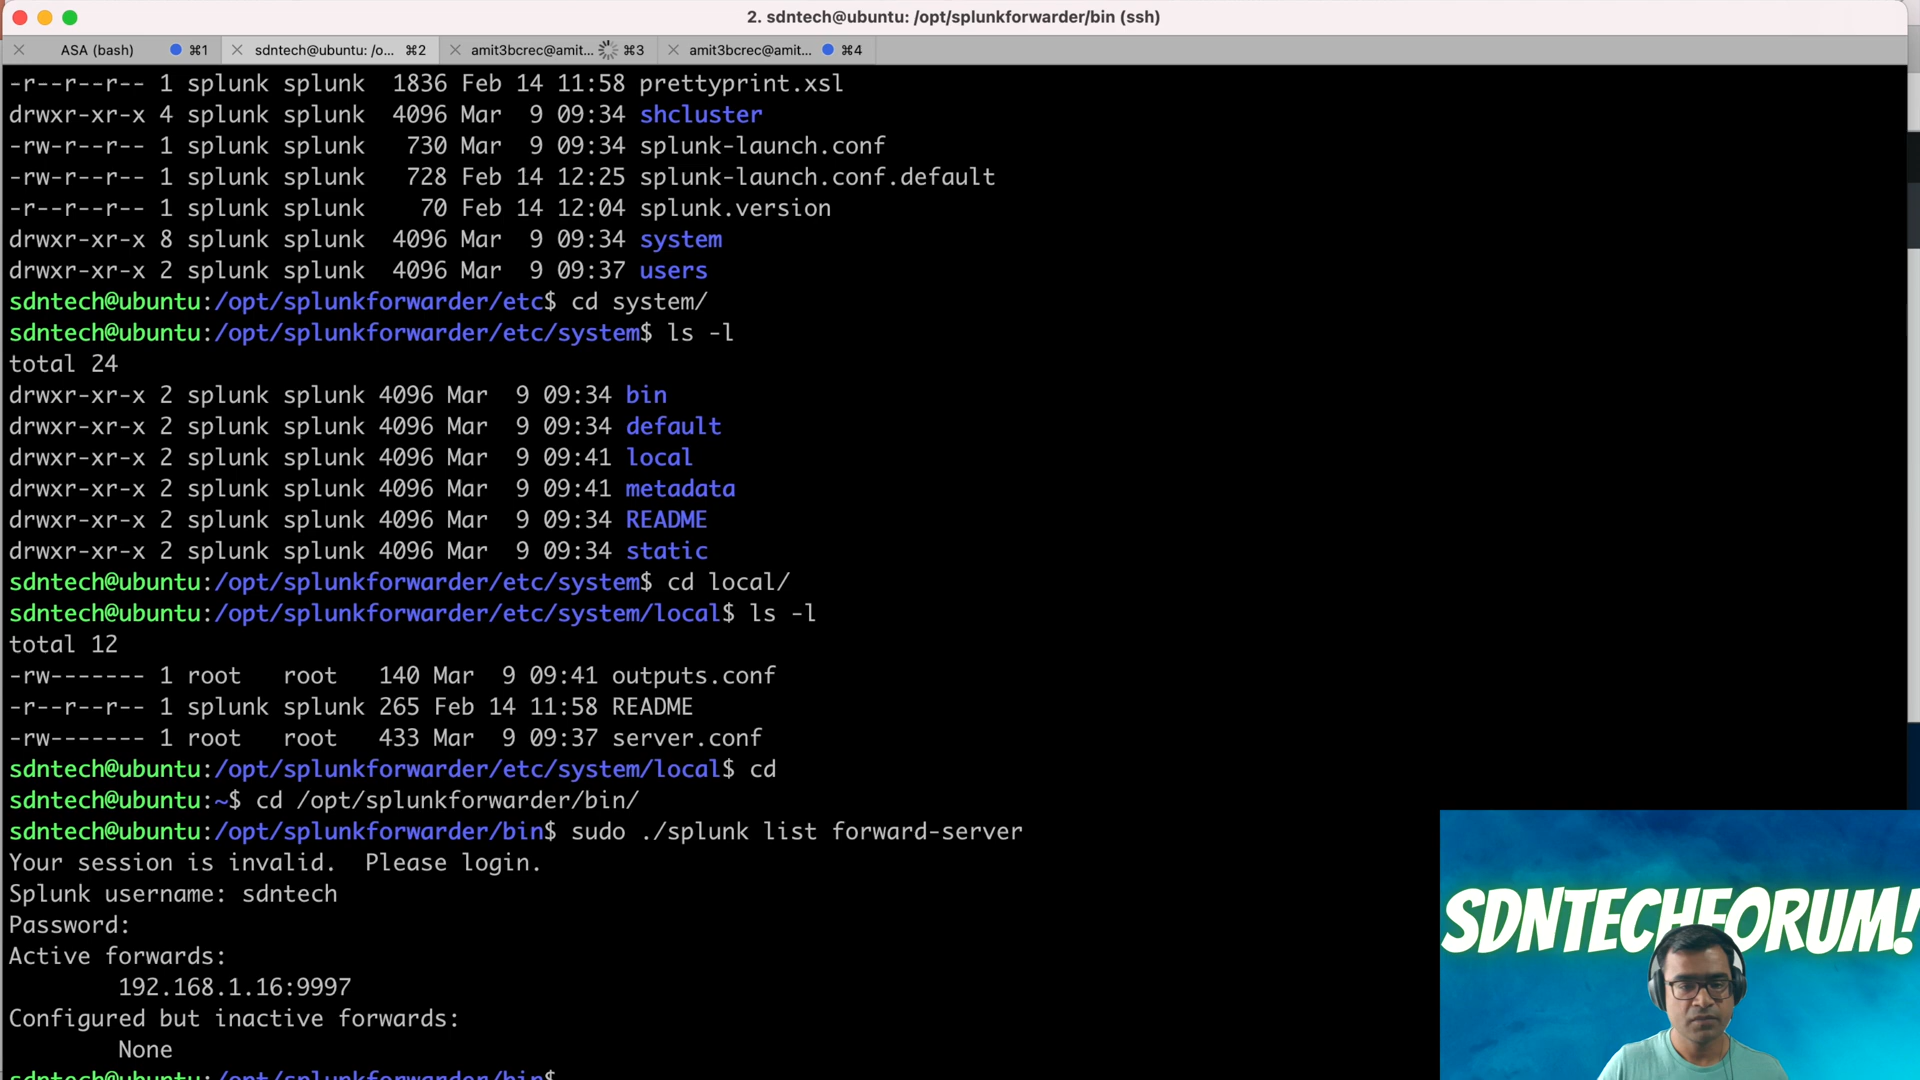 2. sdntech@ubuntu: /opt/splunkforwarder/bin (ssh)
ASA (bash) ⌘1 sdntech@ubuntu: /o... ⌘2 amit3bcrec@amit... ⌘3 amit3bcrec@amit... ⌘4
-r--r--r-- 1 splunk splunk  1836 Feb 14 11:58 prettyprint.xsl
drwxr-xr-x 4 splunk splunk  4096 Mar  9 09:34 shcluster
-rw-r--r-- 1 splunk splunk   730 Mar  9 09:34 splunk-launch.conf
-rw-r--r-- 1 splunk splunk   728 Feb 14 12:25 splunk-launch.conf.default
-r--r--r-- 1 splunk splunk    70 Feb 14 12:04 splunk.version
drwxr-xr-x 8 splunk splunk  4096 Mar  9 09:34 system
drwxr-xr-x 2 splunk splunk  4096 Mar  9 09:37 users
sdntech@ubuntu:/opt/splunkforwarder/etc$ cd system/
sdntech@ubuntu:/opt/splunkforwarder/etc/system$ ls -l
total 24
drwxr-xr-x 2 splunk splunk 4096 Mar  9 09:34 bin
drwxr-xr-x 2 splunk splunk 4096 Mar  9 09:34 default
drwxr-xr-x 2 splunk splunk 4096 Mar  9 09:41 local
drwxr-xr-x 2 splunk splunk 4096 Mar  9 09:41 metadata
drwxr-xr-x 2 splunk splunk 4096 Mar  9 09:34 README
drwxr-xr-x 2 splunk splunk 4096 Mar  9 09:34 static
sdntech@ubuntu:/opt/splunkforwarder/etc/system$ cd local/
sdntech@ubuntu:/opt/splunkforwarder/etc/system/local$ ls -l
total 12
-rw------- 1 root   root   140 Mar  9 09:41 outputs.conf
-r--r--r-- 1 splunk splunk 265 Feb 14 11:58 README
-rw------- 1 root   root   433 Mar  9 09:37 server.conf
sdntech@ubuntu:/opt/splunkforwarder/etc/system/local$ cd
sdntech@ubuntu:~$ cd /opt/splunkforwarder/bin/
sdntech@ubuntu:/opt/splunkforwarder/bin$ sudo ./splunk list forward-server
Your session is invalid.  Please login.
Splunk username: sdntech
Password:
Active forwards:
192.168.1.16:9997
Configured but inactive forwards:
None
sdntech@ubuntu:/opt/splunkforwarder/bin$
SDNTECHFORUM!